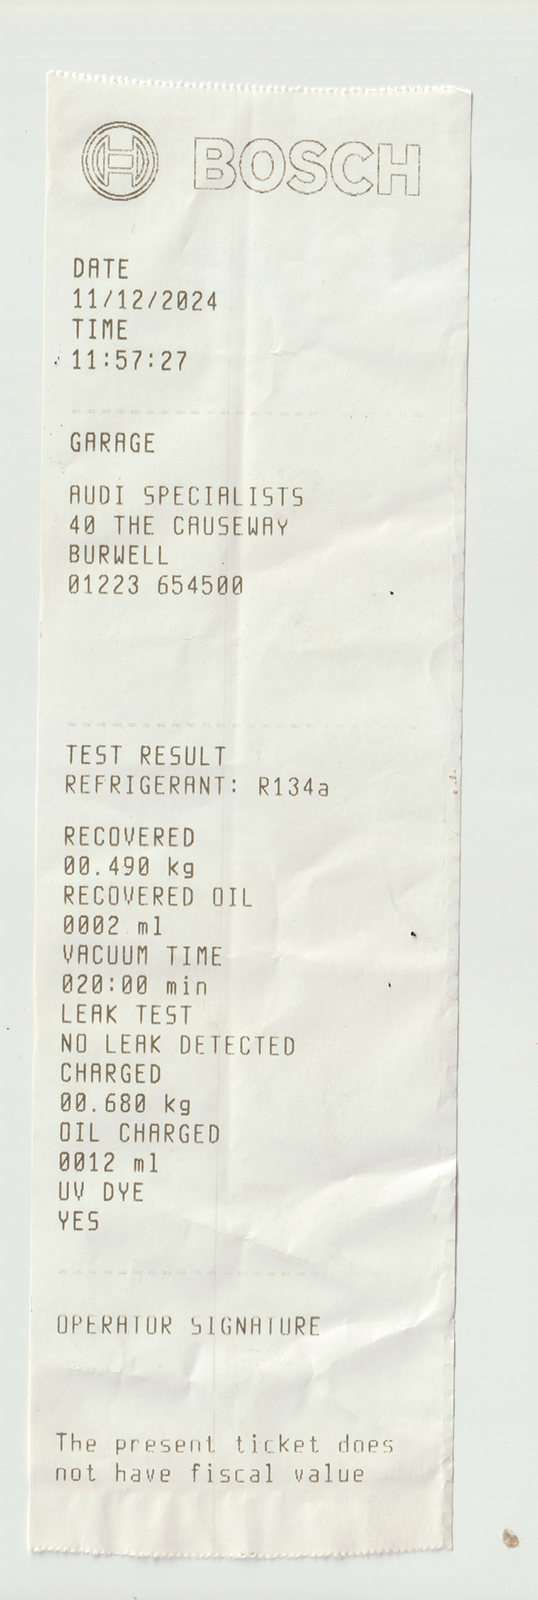 BOSCH
DATE
11/12/2024
TIME
11:57:27
GARAGE
AUDI SPECIALISTS
40 THE CAUSEWAY
BURWELL
01223 654500
TEST RESULT
REFRIGERANT: R134a
RECOVERED
00.490 kg
RECOVERED OIL
0002 ml
VACUUM TIME
020:00 min
LEAK TEST
NO LEAK DETECTED
CHARGED
00.680 kg
OIL CHARGED
0012 ml
UV DYE
YES
OPERATOR SIGNATURE
The present ticket does
not have fiscal value